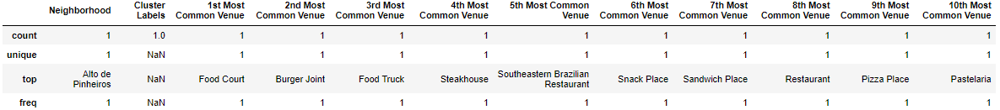 Neighborhood Cluster Labels 1st Most Common Venue 2nd Most Common Venue 3rd Most Common Venue 4th Most Common Venue 5th Most Common Venue 6th Most Common Venue 7th Most Common Venue 8th Most Common Venue 9th Most Common Venue 10th Most Common Venue
count 1 1.0 1 1 1 1 1 1 1 1 1 1
unique 1 NaN 1 1 1 1 1 1 1 1 1 1
top Alto de Pinheiros NaN Food Court Burger Joint Food Truck Steakhouse Southeastern Brazilian Restaurant Snack Place Sandwich Place Restaurant Pizza Place Pastelaria
freq 1 NaN 1 1 1 1 1 1 1 1 1 1